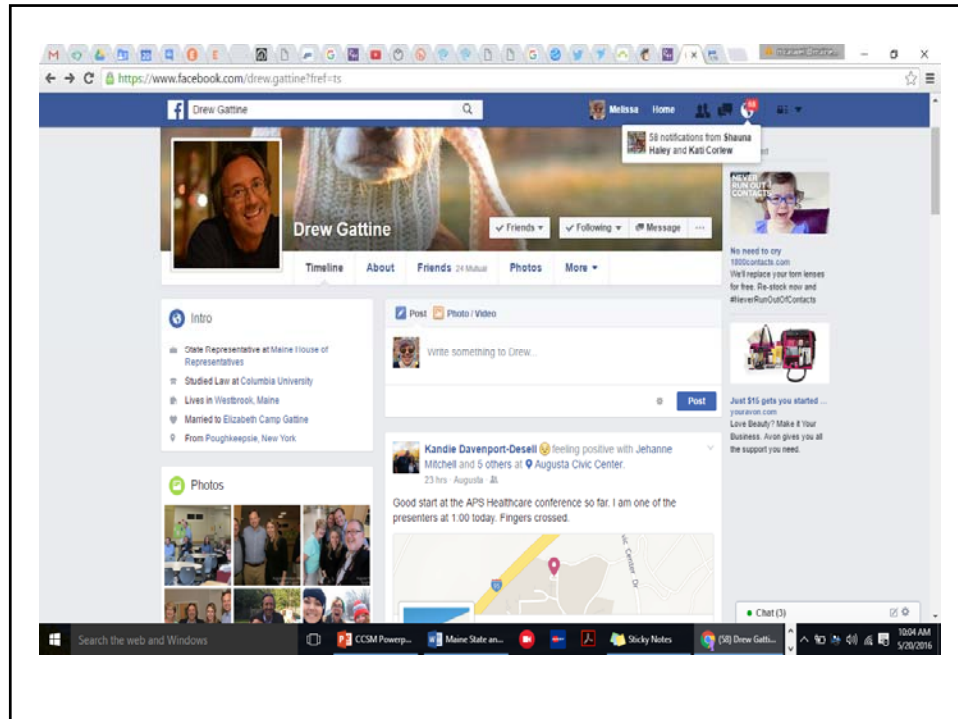 https://www.facebook.com/drew.gattine?fref=ts
Drew Gattine
Melissa Home
58
58 notifications from Shauna
Haley and Kati Corlew
Drew Gattine
Friends
Following
Message
Timeline About Friends 24 Mutual Photos More
NEVER
RUN OUT OF
CONTACTS
No need to cry
1800contacts.com
We'll replace your torn lenses
for free. Re-stock now and
#NeverRunOutOfContacts
Intro
State Representative at Maine House of
Representatives
Studied Law at Columbia University
Lives in Westbrook, Maine
Married to Elizabeth Camp Gattine
From Poughkeepsie, New York
Photos
Post Photo / Video
Write something to Drew...
Post
Just $15 gets you started ...
youravon.com
Love Beauty? Make it Your
Business. Avon gives you all
the support you need.
Kandie Davenport-Desell feeling positive with Jehanne
Mitchell and 5 others at Augusta Civic Center.
23 hrs · Augusta ·
Good start at the APS Healthcare conference so far. I am one of the
presenters at 1:00 today. Fingers crossed.
Civic Center Dr
Chat (3)
Search the web and Windows
CCSM Powerp...
Maine State an...
Sticky Notes
(58) Drew Gatti...
10:04 AM
5/20/2016